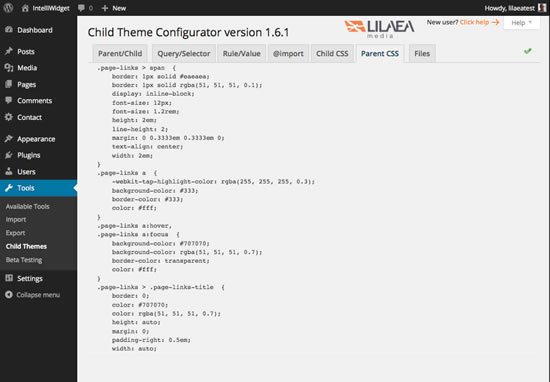 IntelliWidget
0
New
Howdy, lilaeatest
Dashboard
Posts
Media
Pages
Comments
Contact
Appearance
Plugins
Users
Tools
Available Tools
Import
Export
Child Themes
Beta Testing
Settings
Collapse menu
Child Theme Configurator version 1.6.1
LILAEA
media
New user? Click help →
Help
Parent/Child
Query/Selector
Rule/Value
@import
Child CSS
Parent CSS
Files
.page-links > span {
border: 1px solid #eaeaea;
border: 1px solid rgba(51, 51, 51, 0.1);
display: inline-block;
font-size: 12px;
font-size: 1.2rem;
height: 2em;
line-height: 2;
margin: 0 0.3333em 0.3333em 0;
text-align: center;
width: 2em;
}
.page-links a {
-webkit-tap-highlight-color: rgba(255, 255, 255, 0.3);
background-color: #333;
border-color: #333;
color: #fff;
}
.page-links a:hover,
.page-links a:focus {
background-color: #707070;
background-color: rgba(51, 51, 51, 0.7);
border-color: transparent;
color: #fff;
}
.page-links > .page-links-title {
border: 0;
color: #707070;
color: rgba(51, 51, 51, 0.7);
height: auto;
margin: 0;
padding-right: 0.5em;
width: auto;